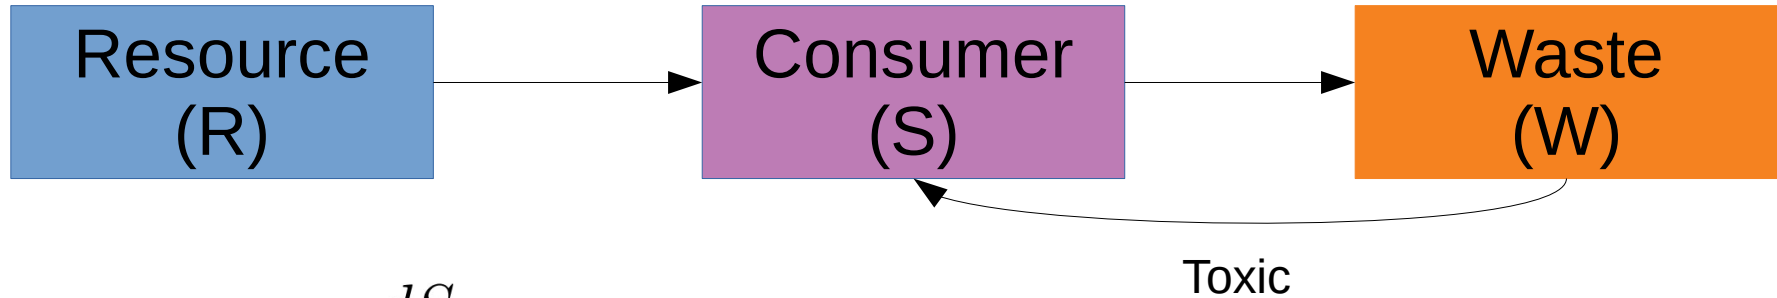 Resource
(R)
Consumer
(S)
Waste
(W)
Toxic